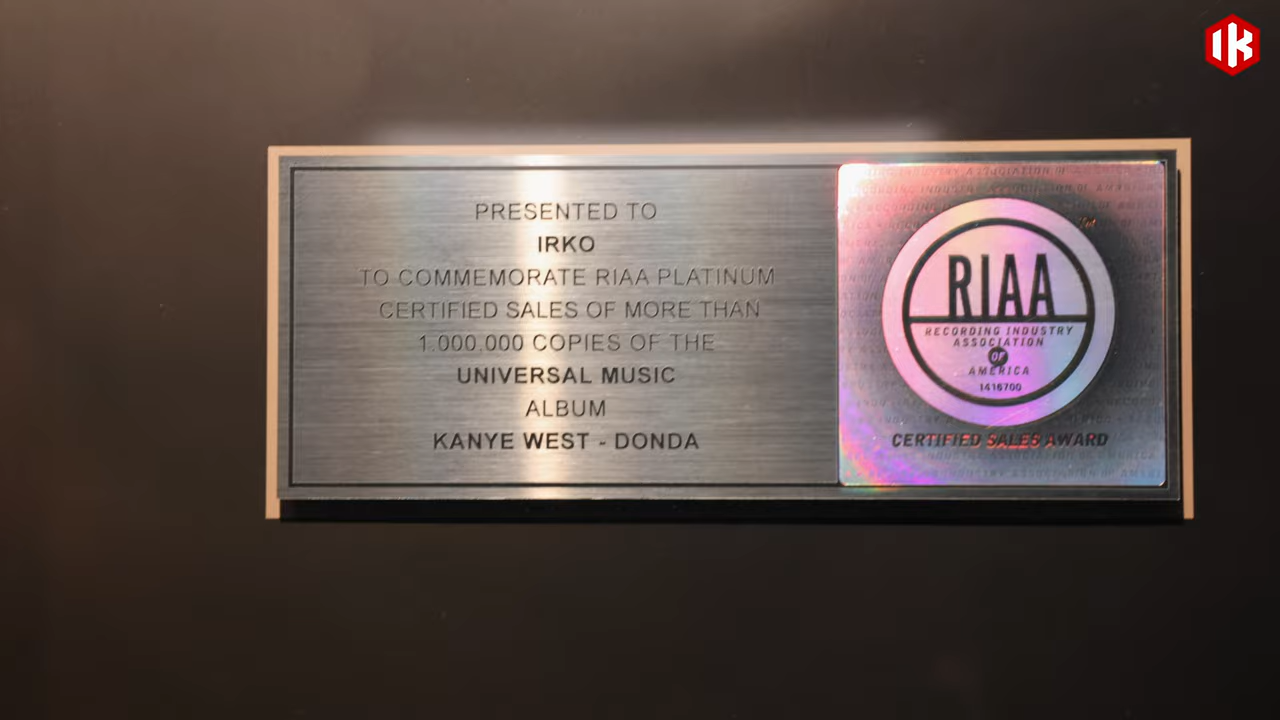 IK
PRESENTED TO
IRKO
TO COMMEMORATE RIAA PLATINUM
CERTIFIED SALES OF MORE THAN
1.000.000 COPIES OF THE
UNIVERSAL MUSIC
ALBUM
KANYE WEST - DONDA
RIAA
RECORDING INDUSTRY
ASSOCIATION
OF
AMERICA
1416700
CERTIFIED SALES AWARD